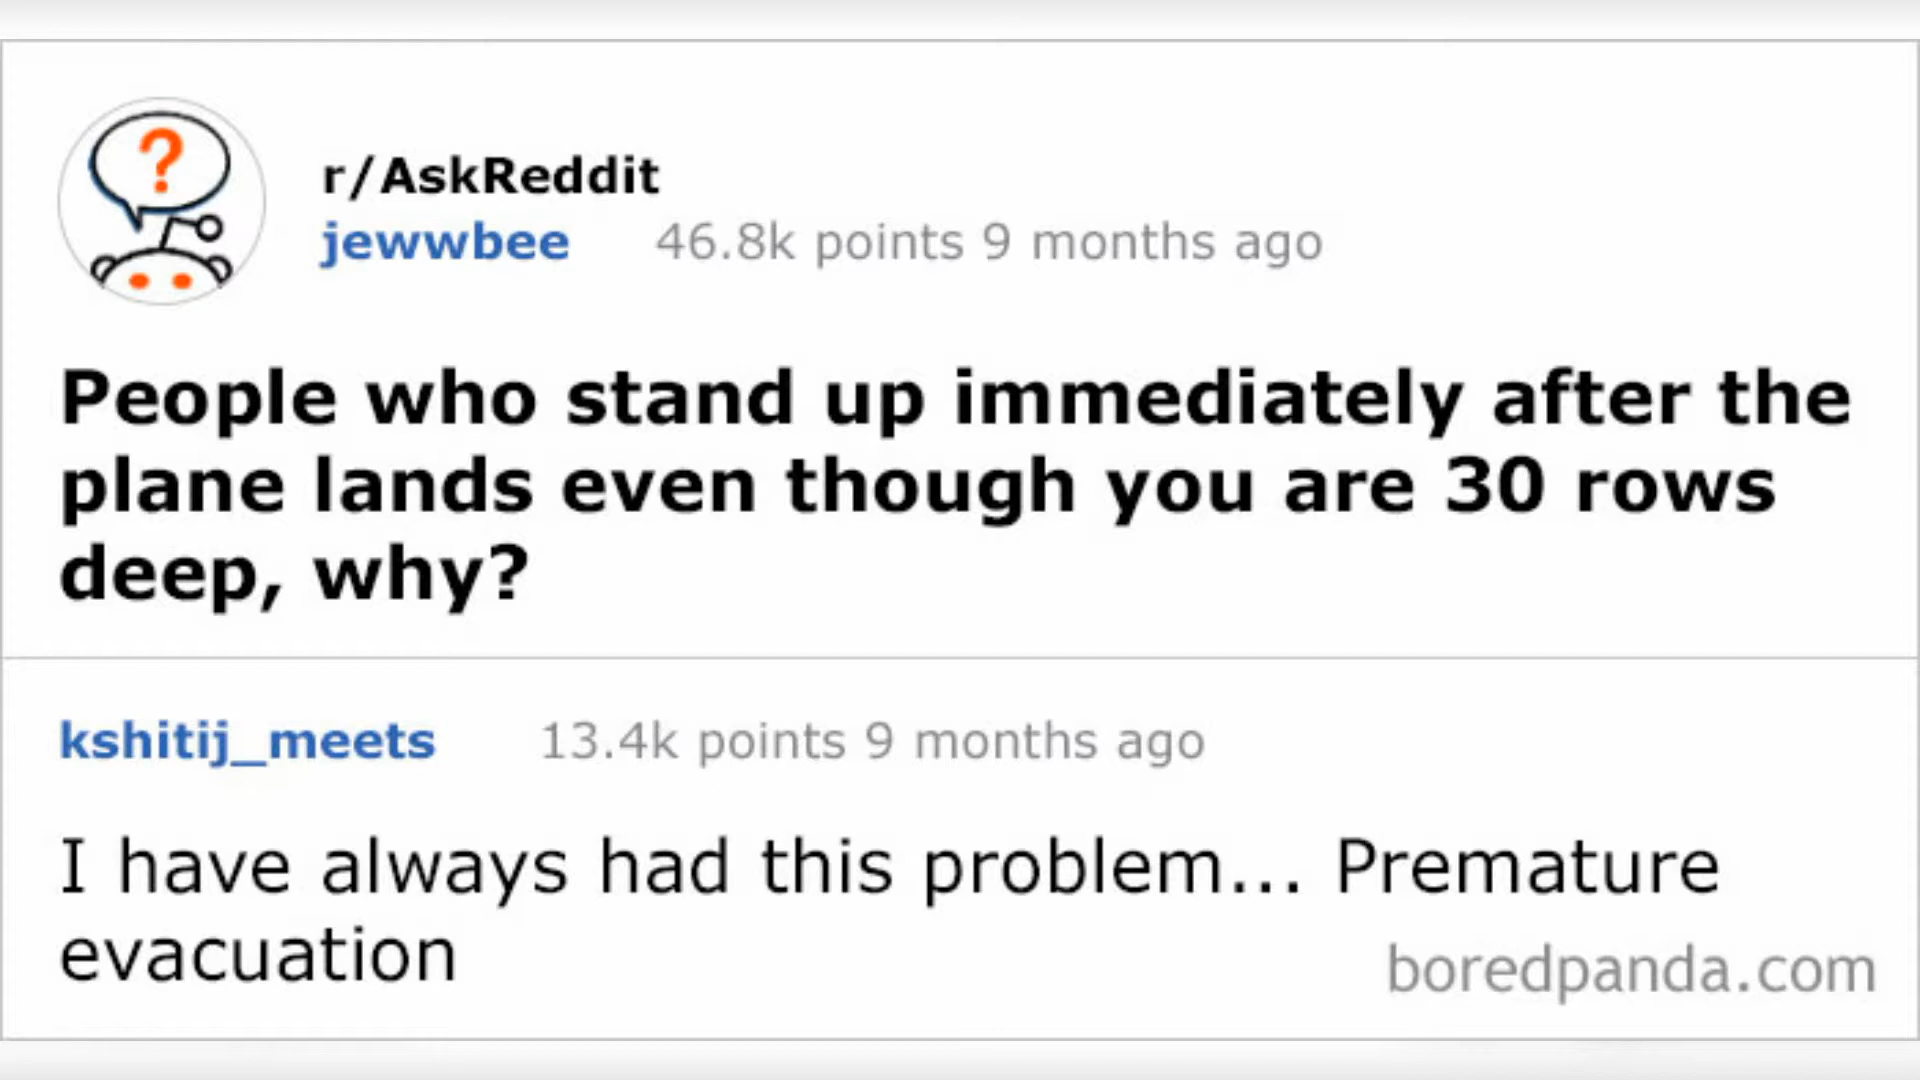 ?
r/AskReddit
jewwbee 46.8k points 9 months ago
People who stand up immediately after the
plane lands even though you are 30 rows
deep, why?
kshitij_meets 13.4k points 9 months ago
I have always had this problem... Premature
evacuation
boredpanda.com